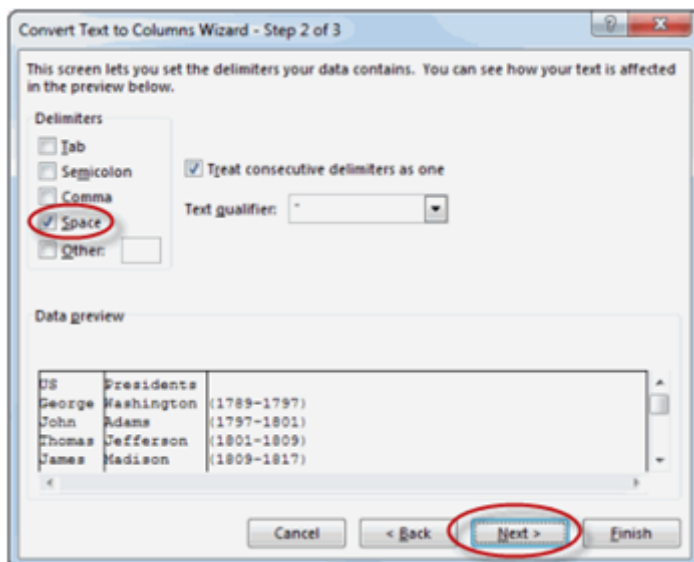 Convert Text to Columns Wizard - Step 2 of 3
This screen lets you set the delimiters your data contains. You can see how your text is affected
in the preview below.
Delimiters
Tab
Semicolon
Comma
Space
Other:
Treat consecutive delimiters as one
Text qualifier: "
Data preview
US Presidents
George Washington (1789-1797)
John Adams (1797-1801)
Thomas Jefferson (1801-1809)
James Madison (1809-1817)
Cancel < Back Next > Finish